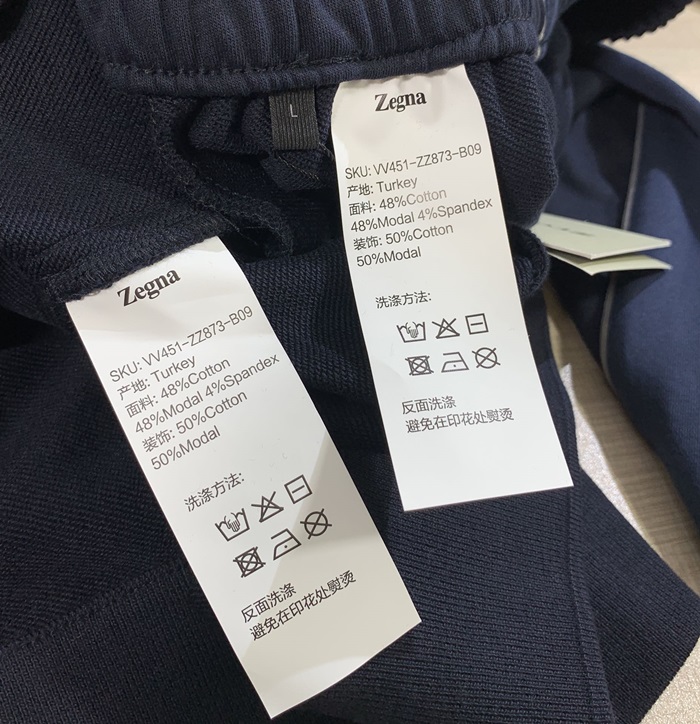 L
Zegna
SKU: VV451-ZZ873-B09
产地: Turkey
面料: 48%Cotton
48%Modal 4%Spandex
装饰: 50%Cotton
50%Modal
洗涤方法:
反面洗涤
避免在印花处熨烫
Zegna
SKU: VV451-ZZ873-B09
产地: Turkey
面料: 48%Cotton
48%Modal 4%Spandex
装饰: 50%Cotton
50%Modal
洗涤方法:
反面洗涤
避免在印花处熨烫